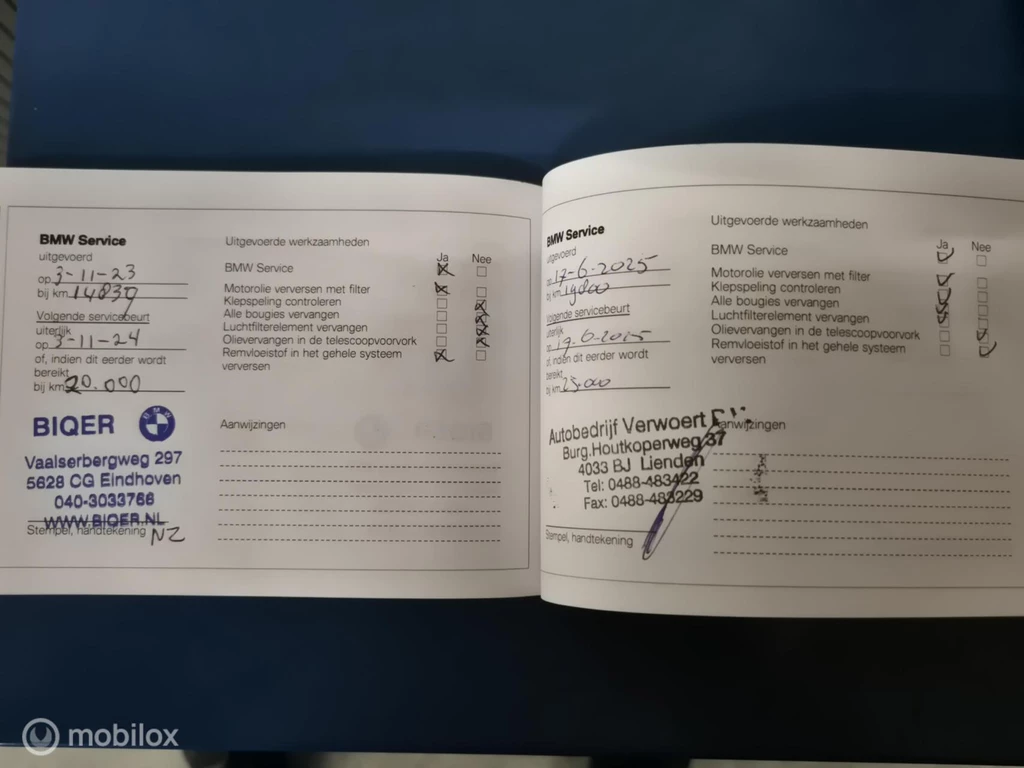 BMW Service
uitgevoerd
op 3-11-23
bij km 14839
Volgende servicebeurt
uiterlijk
op 3-11-24
of, indien dit eerder wordt
bereikt
bij km 20.000
Uitgevoerde werkzaamheden
Ja Nee
BMW Service
Motorolie verversen met filter
Klepspeling controleren
Alle bougies vervangen
Luchtfilterelement vervangen
Olievervangen in de telescoopvoorvork
Remvloeistof in het gehele systeem
verversen
BIQER
BMW
Vaalserbergweg 297
5628 CG Eindhoven
040-3033766
WWW.BIQER.NL
Stempel, handtekening NZ
Aanwijzingen
BMW Service
uitgevoerd
op 17-6-2025
bij km
Volgende servicebeurt
uiterlijk
op 19.6.2025
of, indien dit eerder wordt
bereikt
bij km 25.000
Uitgevoerde werkzaamheden
Ja Nee
BMW Service
Motorolie verversen met filter
Klepspeling controleren
Alle bougies vervangen
Luchtfilterelement vervangen
Olievervangen in de telescoopvoorvork
Remvloeistof in het gehele systeem
verversen
Autobedrijf Verwoert
Burg.Houtkoperweg 37
4033 BJ Lienden
Tel: 0488-483422
Fax: 0488-483229
Stempel, handtekening
Aanwijzingen
mobilox